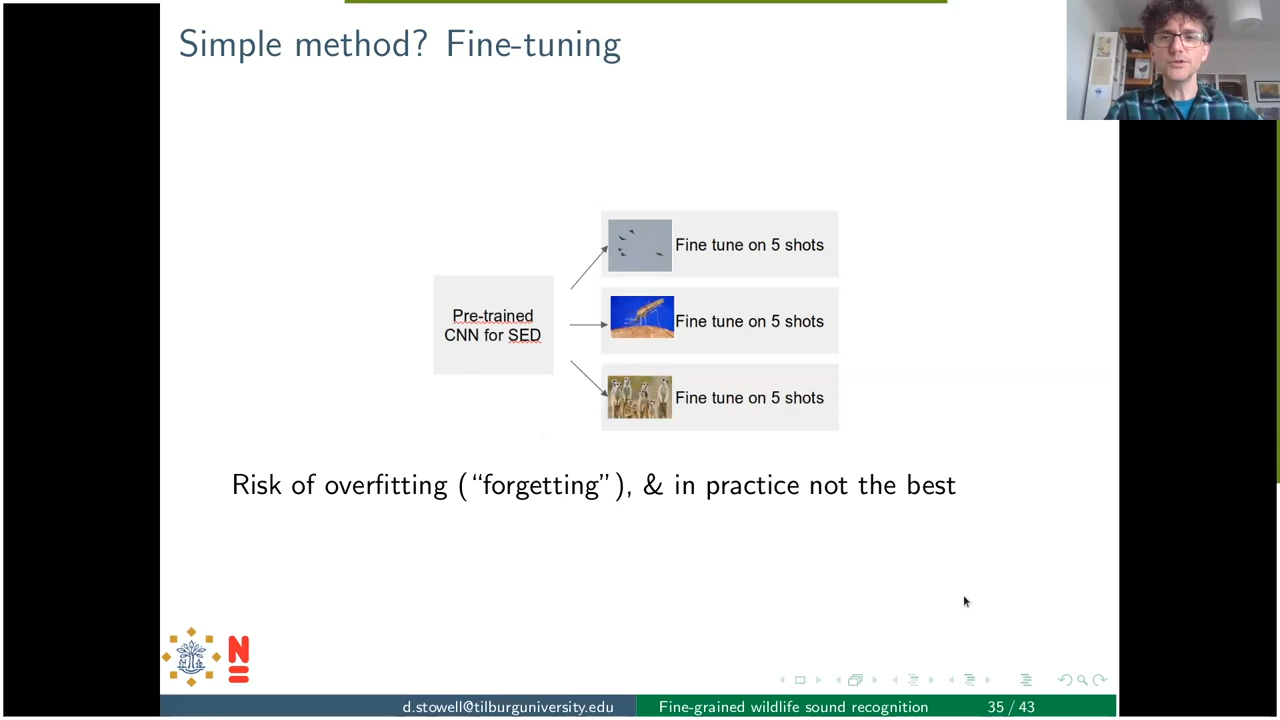 Simple method? Fine-tuning
Fine tune on 5 shots
Pre-trained
CNN for SED
Fine tune on 5 shots
Fine tune on 5 shots
Risk of overfitting (“forgetting”), & in practice not the best
d.stowell@tilburguniversity.edu
Fine-grained wildlife sound recognition
35 / 43